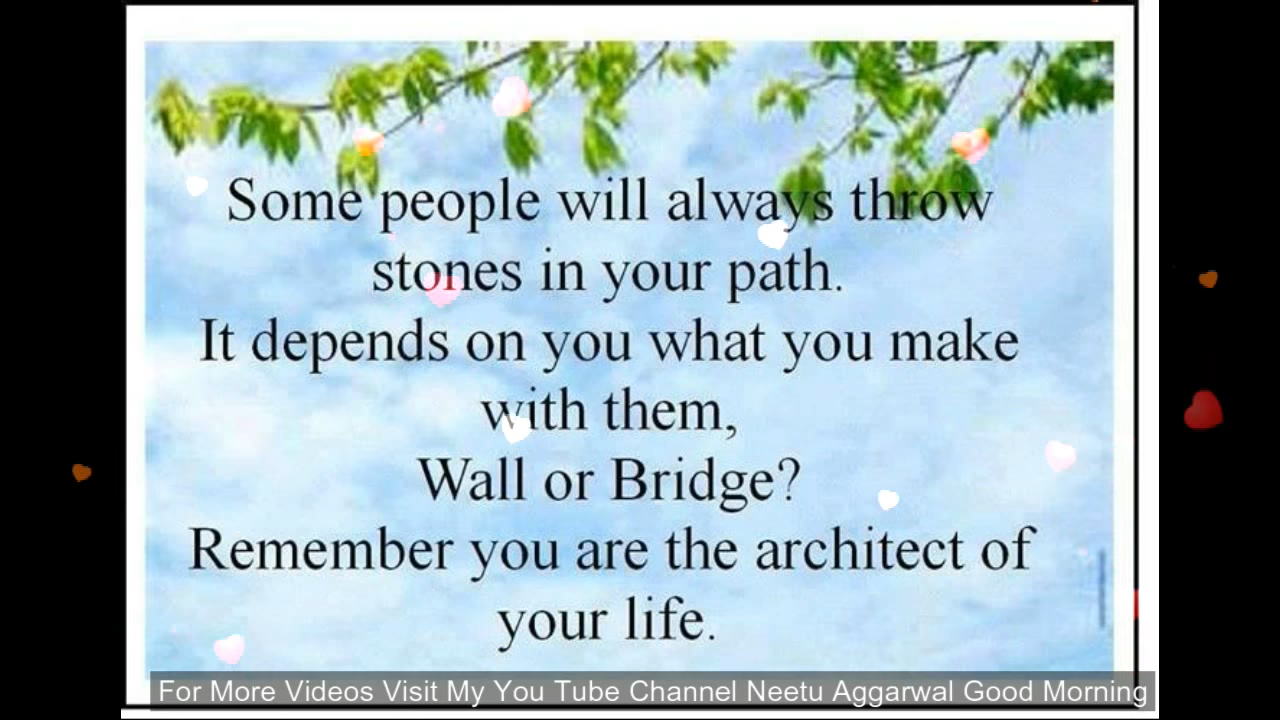 Some people will always throw
stones in your path.
It depends on you what you make
with them,
Wall or Bridge?
Remember you are the architect of
your life.
For More Videos Visit My You Tube Channel Neetu Aggarwal Good Morning